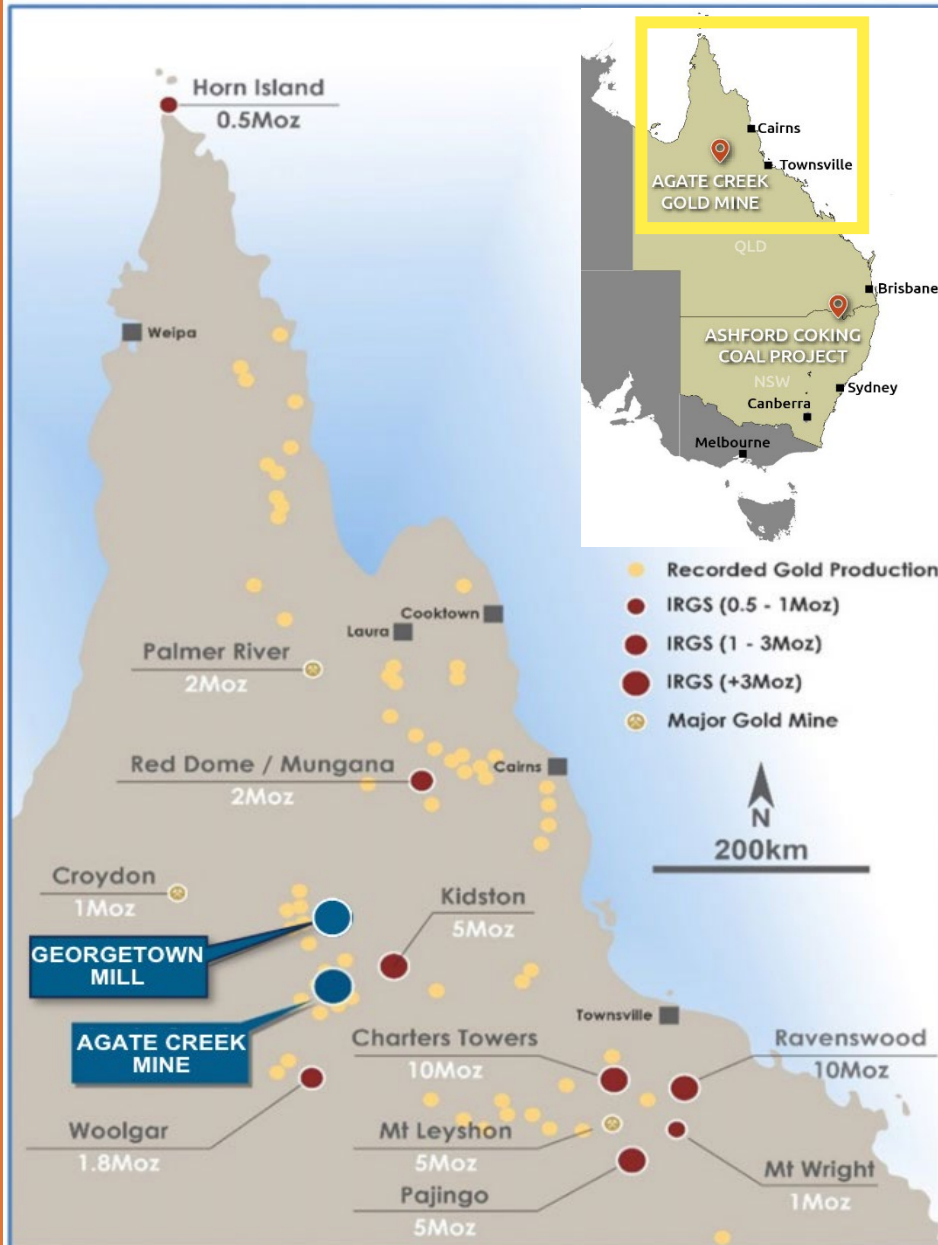 Horn Island
0.5Moz
Cairns
Townsville
AGATE CREEK
GOLD MINE
QLD
Brisbane
ASHFORD COKING
COAL PROJECT
NSW
Sydney
Canberra
Melbourne
Weipa
Recorded Gold Production
IRGS (0.5 - 1Moz)
IRGS (1 - 3Moz)
IRGS (+3Moz)
Major Gold Mine
N
200km
Cooktown
Laura
Palmer River
2Moz
Red Dome / Mungana
2Moz
Cairns
Croydon
1Moz
Kidston
5Moz
GEORGETOWN
MILL
AGATE CREEK
MINE
Townsville
Charters Towers
10Moz
Ravenswood
10Moz
Woolgar
1.8Moz
Mt Leyshon
5Moz
Mt Wright
1Moz
Pajingo
5Moz